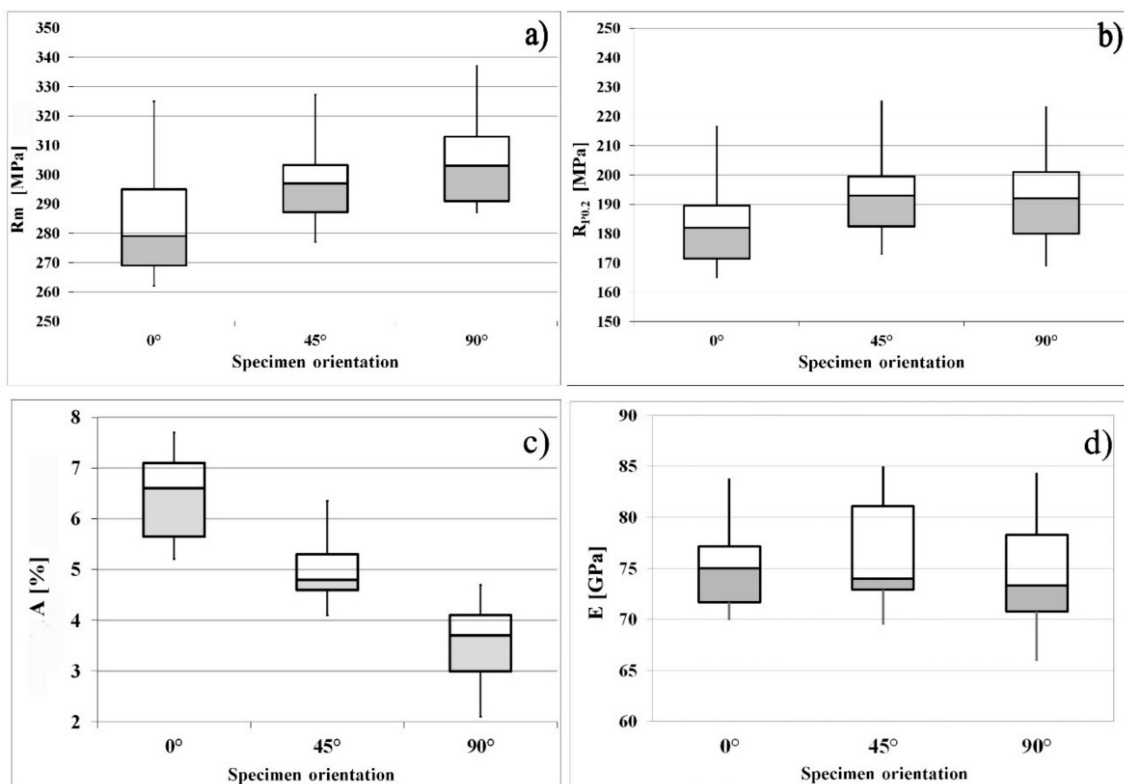 a)
350
340
330
320
310
300
290
280
270
260
250
Rm [MPa]
0° 45° 90°
Specimen orientation
b)
250
240
230
220
210
200
190
180
170
160
150
R_P0.2 [MPa]
0° 45° 90°
Specimen orientation
c)
8
7
6
5
4
3
2
A [%]
0° 45° 90°
Specimen orientation
d)
90
85
80
75
70
65
60
E [GPa]
0° 45° 90°
Specimen orientation